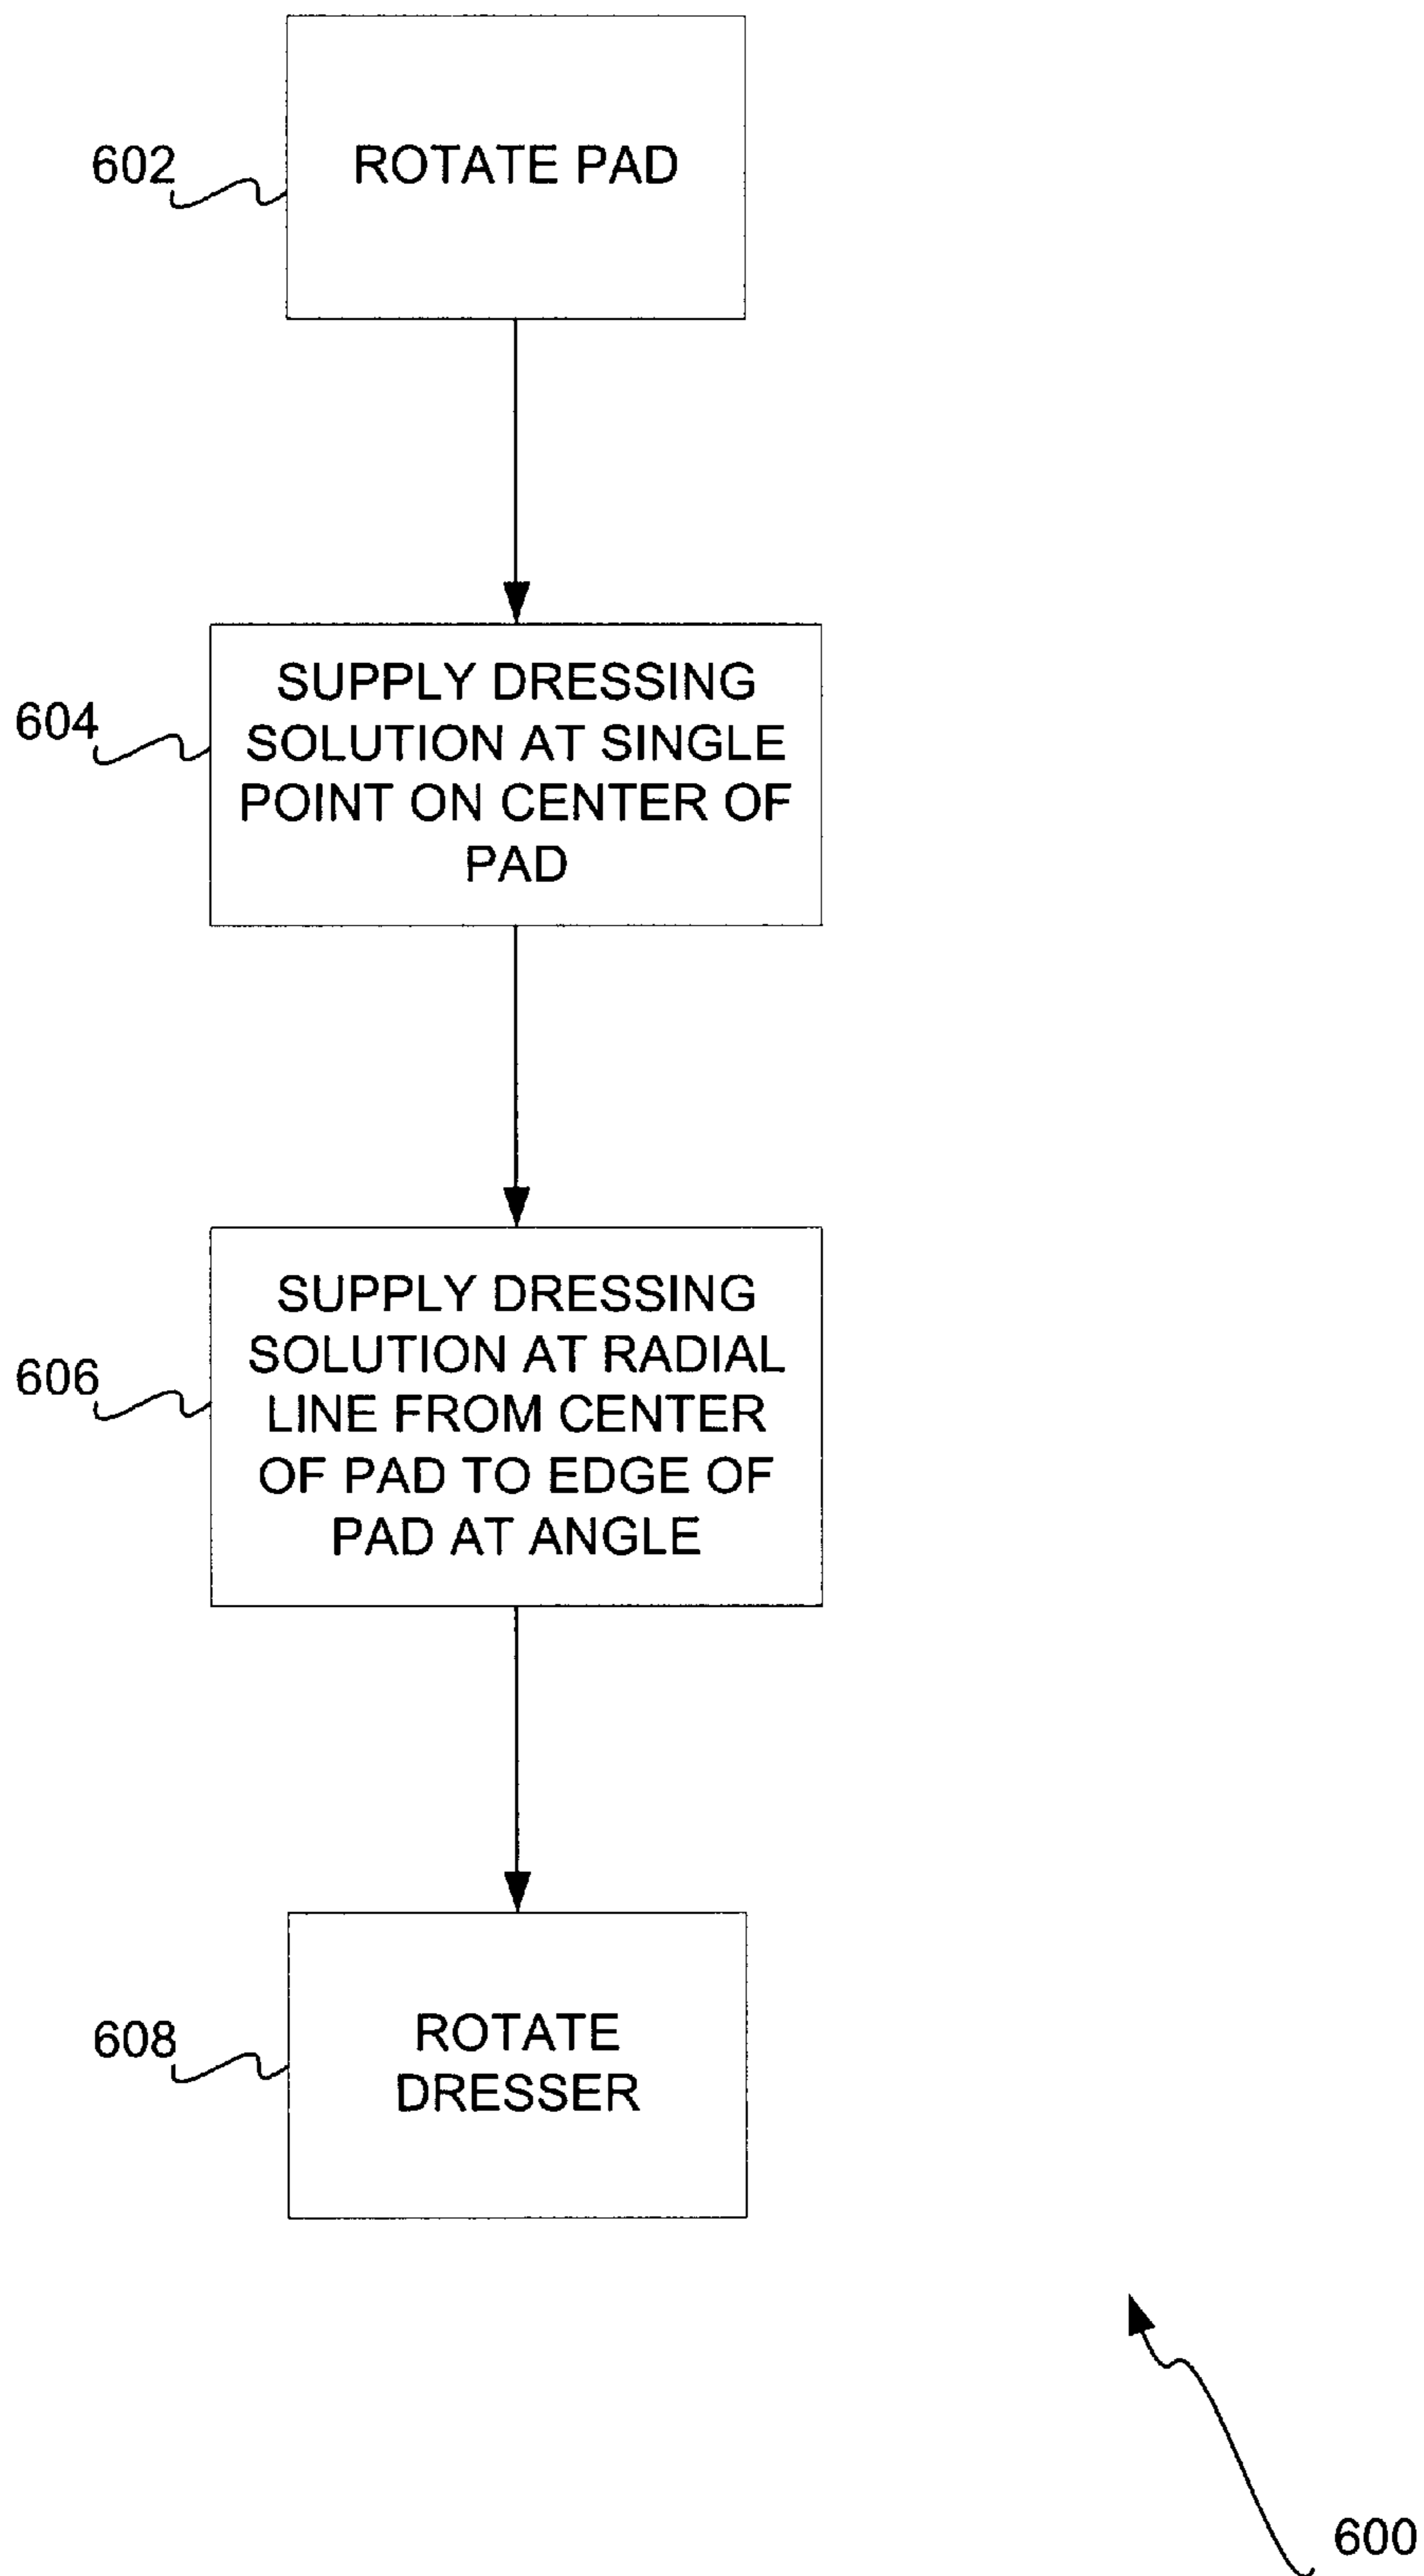 602
ROTATE PAD
604
SUPPLY DRESSING
SOLUTION AT SINGLE
POINT ON CENTER OF
PAD
606
SUPPLY DRESSING
SOLUTION AT RADIAL
LINE FROM CENTER
OF PAD TO EDGE OF
PAD AT ANGLE
608
ROTATE
DRESSER
600